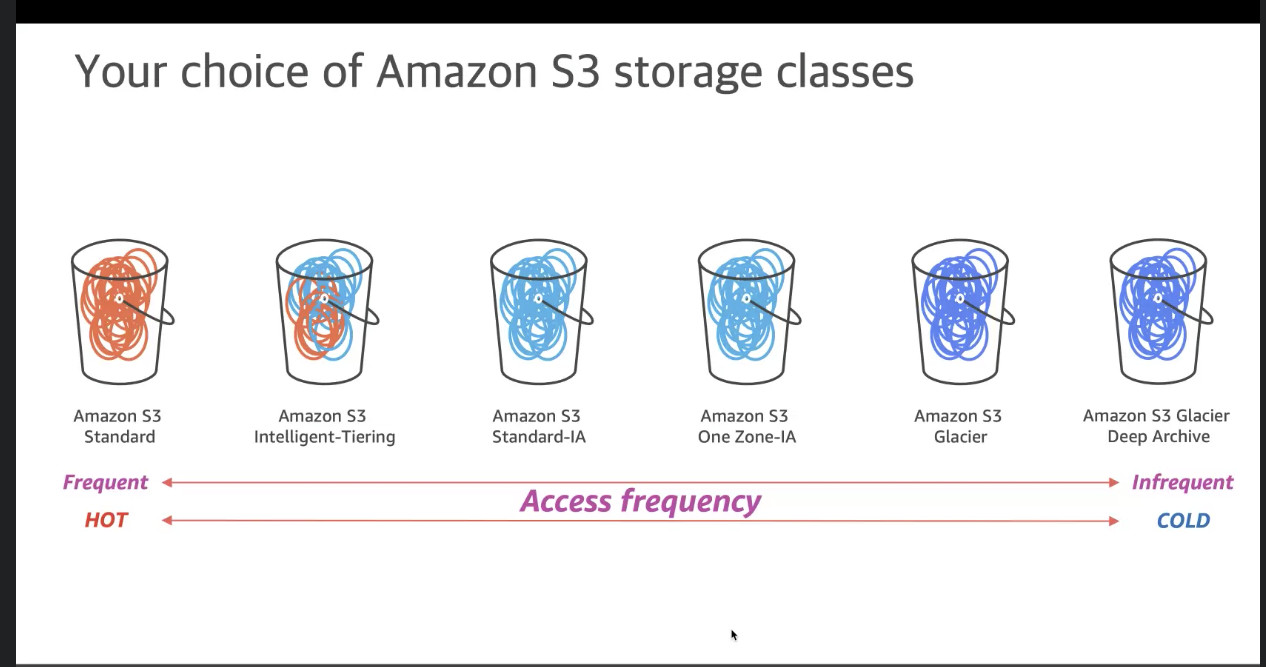 Your choice of Amazon S3 storage classes
Amazon S3
Standard
Amazon S3
Intelligent-Tiering
Amazon S3
Standard-IA
Amazon S3
One Zone-IA
Amazon S3
Glacier
Amazon S3 Glacier
Deep Archive
Frequent
Access frequency
Infrequent
HOT
COLD